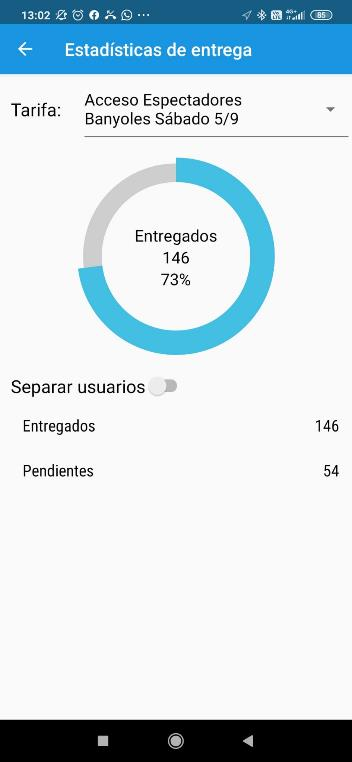 13:02
4G+
85
Estadísticas de entrega
Tarifa:
Acceso Espectadores
Banyoles Sábado 5/9
Entregados
146
73%
Separar usuarios
Entregados 146
Pendientes 54